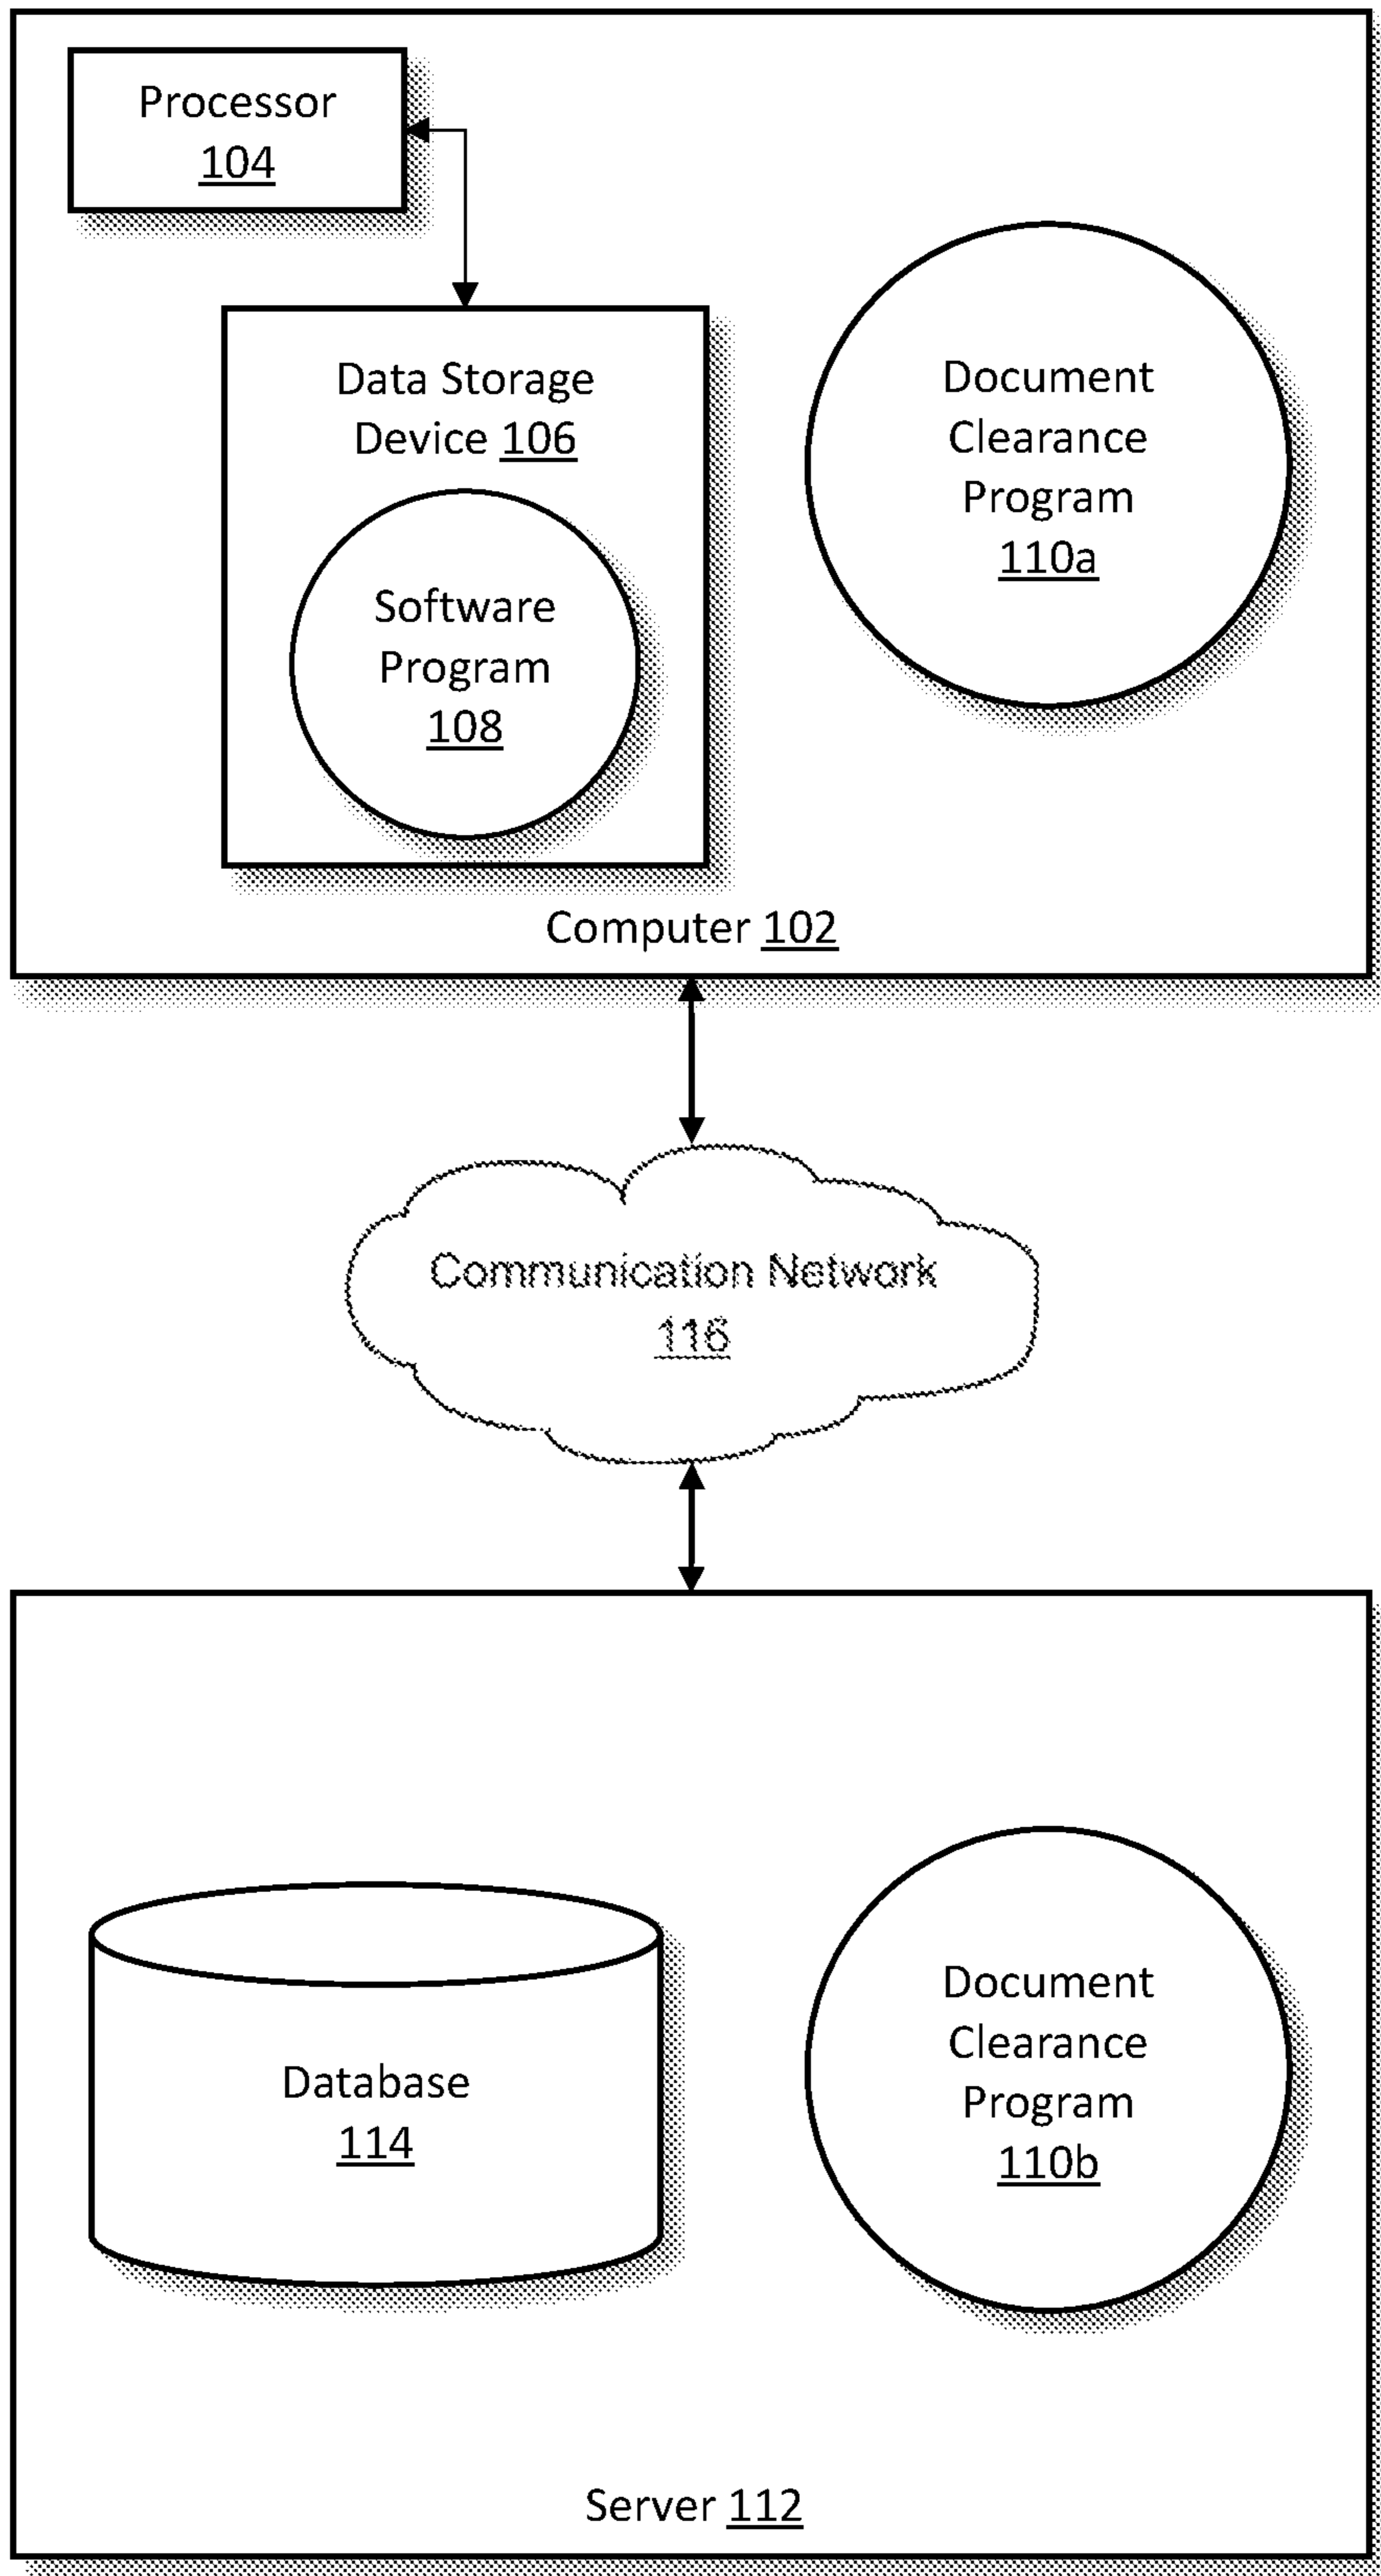 Processor
104
Data Storage
Device 106
Software
Program
108
Document
Clearance
Program
110a
Computer 102
Communication Network
116
Database
114
Document
Clearance
Program
110b
Server 112